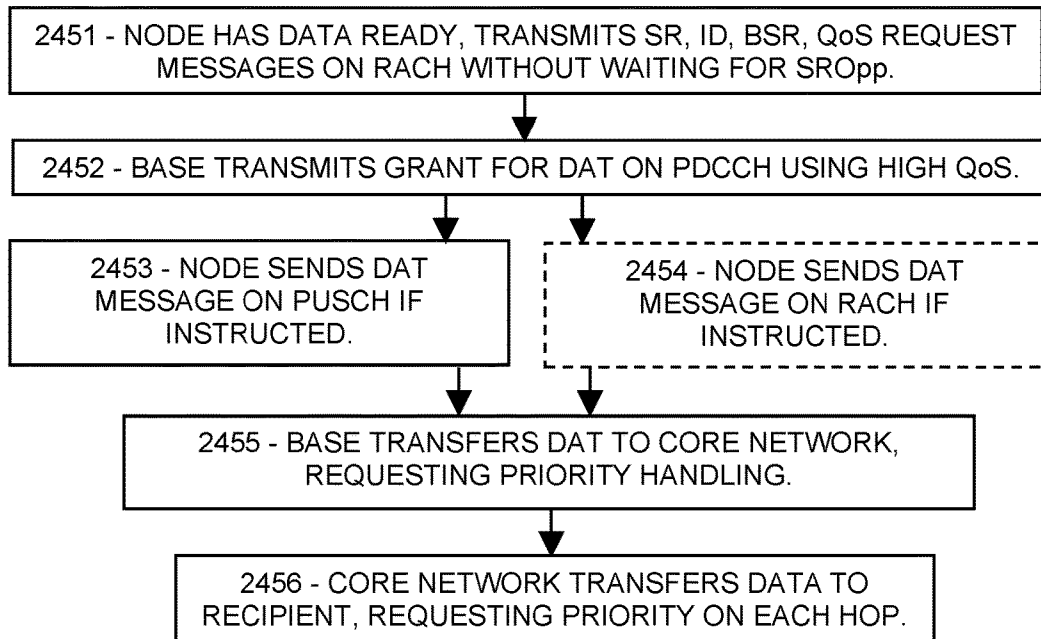 2451 - NODE HAS DATA READY, TRANSMITS SR, ID, BSR, QoS REQUEST
MESSAGES ON RACH WITHOUT WAITING FOR SROpp.
2452 - BASE TRANSMITS GRANT FOR DAT ON PDCCH USING HIGH QoS.
2453 - NODE SENDS DAT
MESSAGE ON PUSCH IF
INSTRUCTED.
2454 - NODE SENDS DAT
MESSAGE ON RACH IF
INSTRUCTED.
2455 - BASE TRANSFERS DAT TO CORE NETWORK,
REQUESTING PRIORITY HANDLING.
2456 - CORE NETWORK TRANSFERS DATA TO
RECIPIENT, REQUESTING PRIORITY ON EACH HOP.